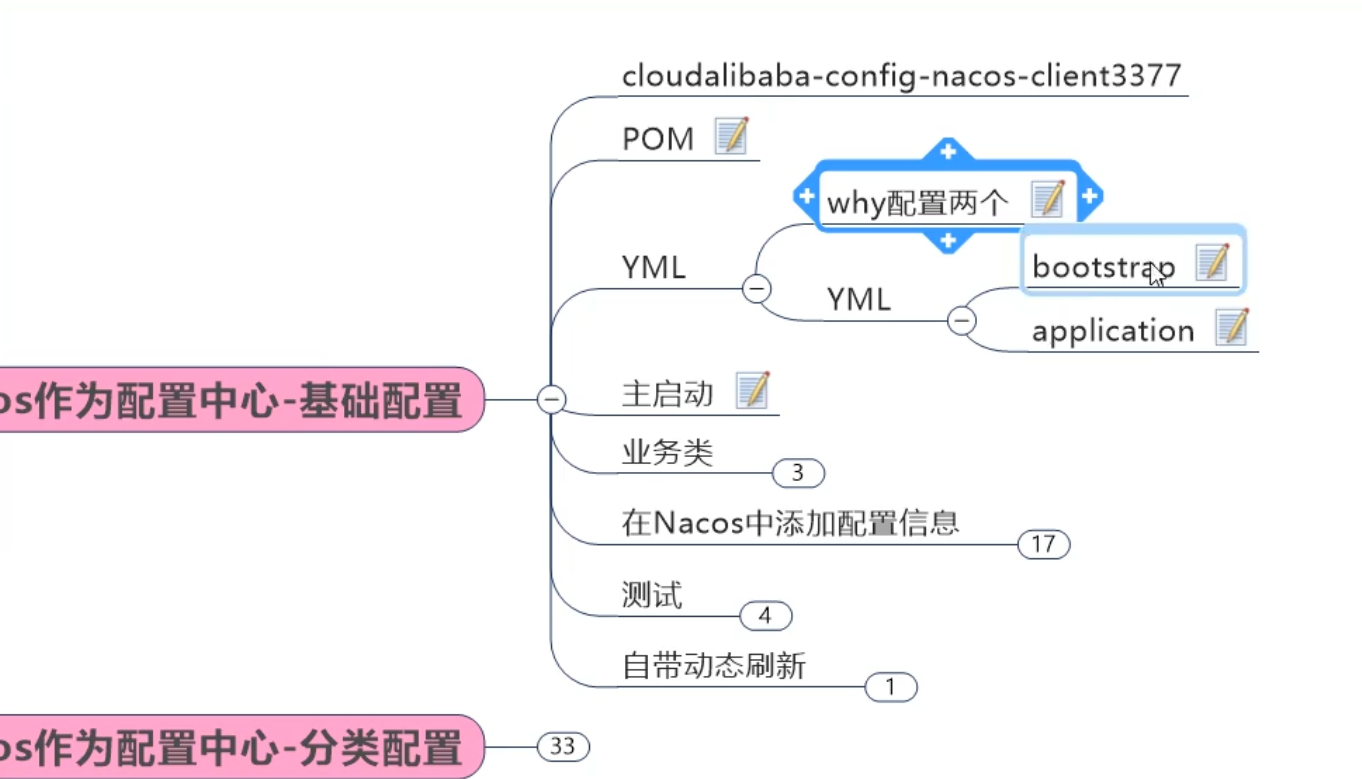 cloudalibaba-config-nacos-client3377
POM
why配置两个
YML
bootstrap
YML
application
os作为配置中心-基础配置
主启动
业务类
3
在Nacos中添加配置信息
17
测试
4
自带动态刷新
1
os作为配置中心-分类配置
33